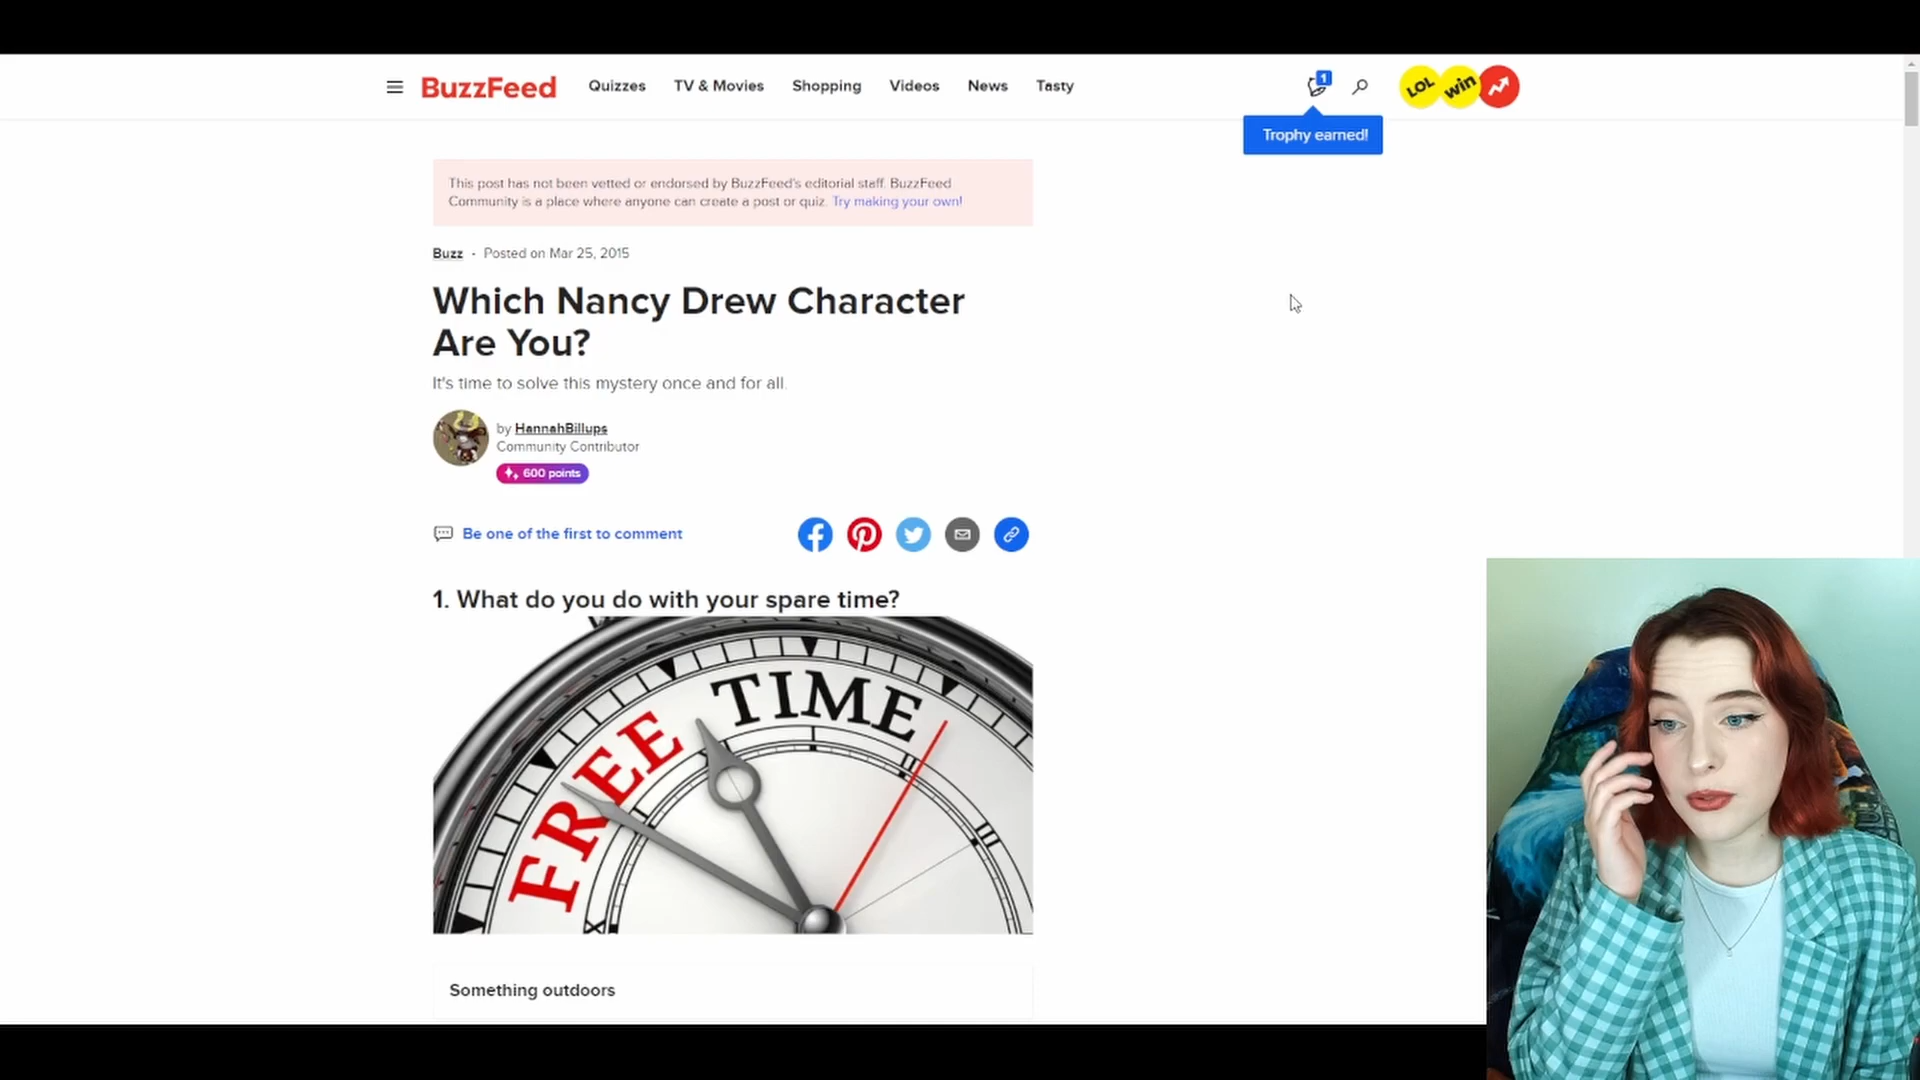 BuzzFeed Quizzes TV & Movies Shopping Videos News Tasty 1 LOL win
Trophy earned!
This post has not been vetted or endorsed by BuzzFeed's editorial staff. BuzzFeed
Community is a place where anyone can create a post or quiz. Try making your own!
Buzz · Posted on Mar 25, 2015
Which Nancy Drew Character
Are You?
It's time to solve this mystery once and for all.
by HannahBillups
Community Contributor
600 points
Be one of the first to comment
1. What do you do with your spare time?
FREE TIME
Something outdoors